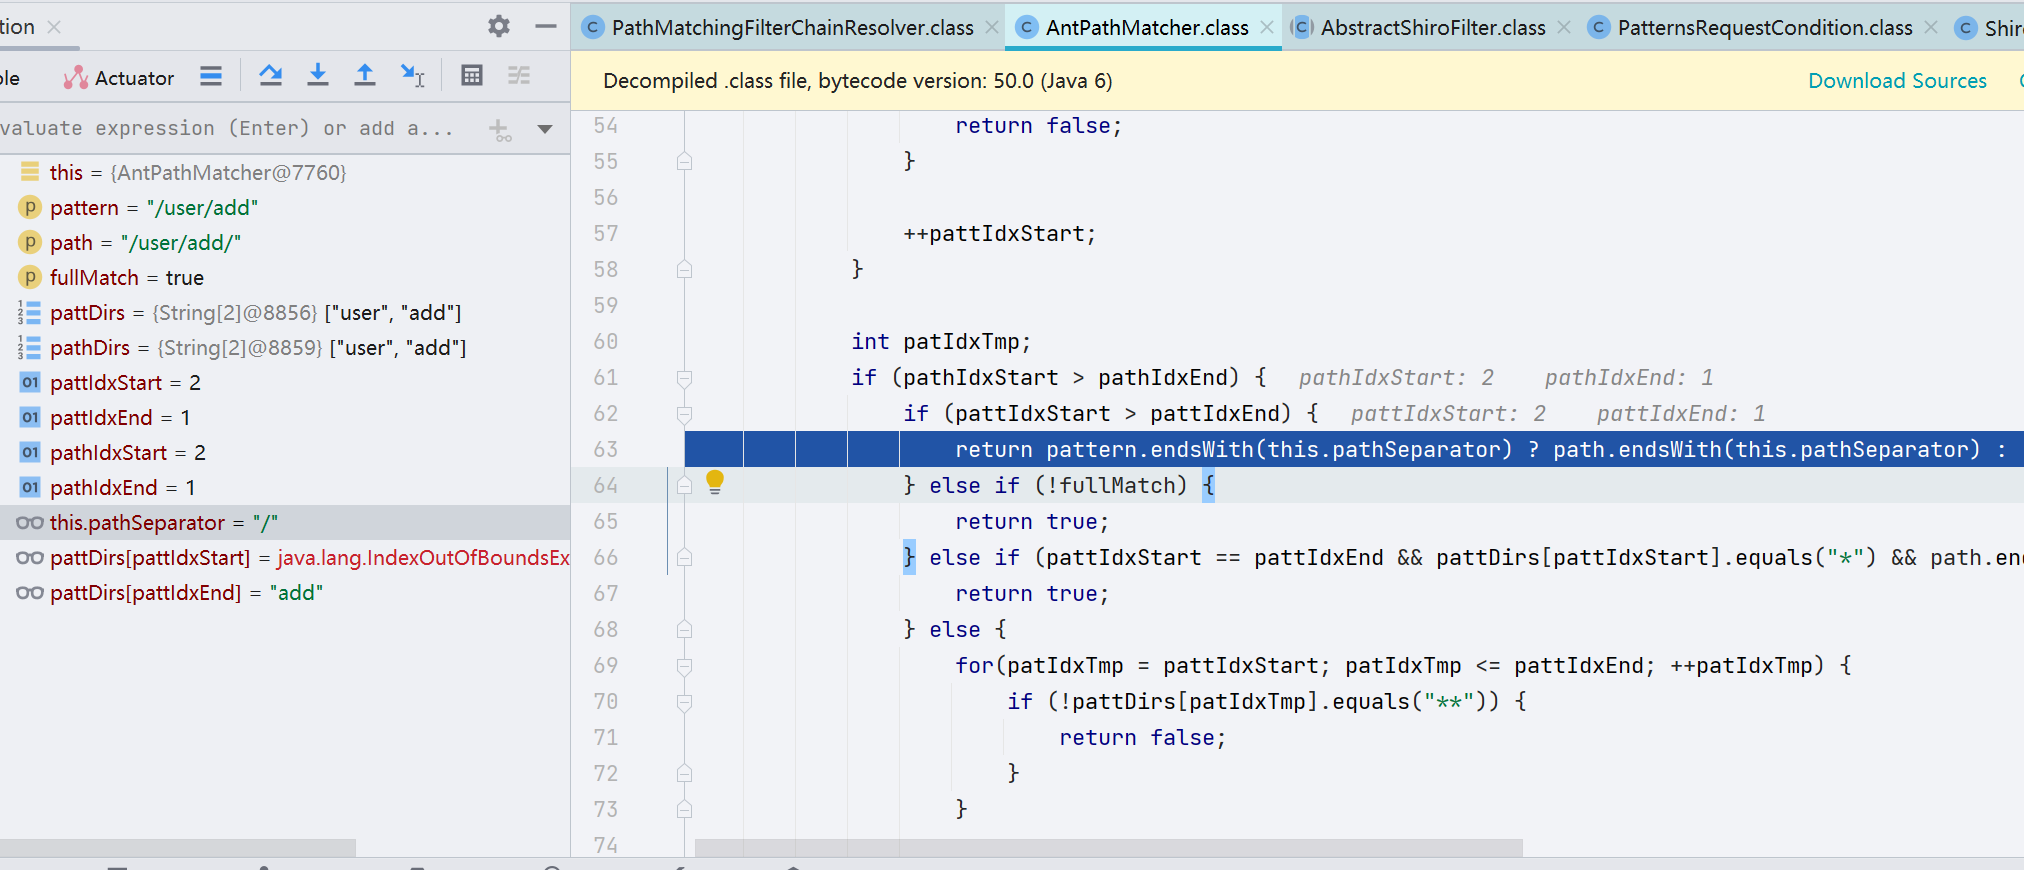 tion
PathMatchingFilterChainResolver.class
AntPathMatcher.class
AbstractShiroFilter.class
PatternsRequestCondition.class
Shir
le
Actuator
Decompiled .class file, bytecode version: 50.0 (Java 6)
Download Sources
valuate expression (Enter) or add a...
this = {AntPathMatcher@7760}
pattern = "/user/add"
path = "/user/add/"
fullMatch = true
pattDirs = {String[2]@8856} ["user", "add"]
pathDirs = {String[2]@8859} ["user", "add"]
pattIdxStart = 2
pattIdxEnd = 1
pathIdxStart = 2
pathIdxEnd = 1
this.pathSeparator = "/"
pattDirs[pattIdxStart] = java.lang.IndexOutOfBoundsEx
pattDirs[pattIdxEnd] = "add"
54 return false;
55 }
56
57 ++pattIdxStart;
58 }
59
60 int patIdxTmp;
61 if (pathIdxStart > pathIdxEnd) { pathIdxStart: 2 pathIdxEnd: 1
62 if (pattIdxStart > pattIdxEnd) { pattIdxStart: 2 pattIdxEnd: 1
63 return pattern.endsWith(this.pathSeparator) ? path.endsWith(this.pathSeparator) :
64 } else if (!fullMatch) {
65 return true;
66 } else if (pattIdxStart == pattIdxEnd && pattDirs[pattIdxStart].equals("*") && path.en
67 return true;
68 } else {
69 for(patIdxTmp = pattIdxStart; patIdxTmp <= pattIdxEnd; ++patIdxTmp) {
70 if (!pattDirs[patIdxTmp].equals("**")) {
71 return false;
72 }
73 }
74